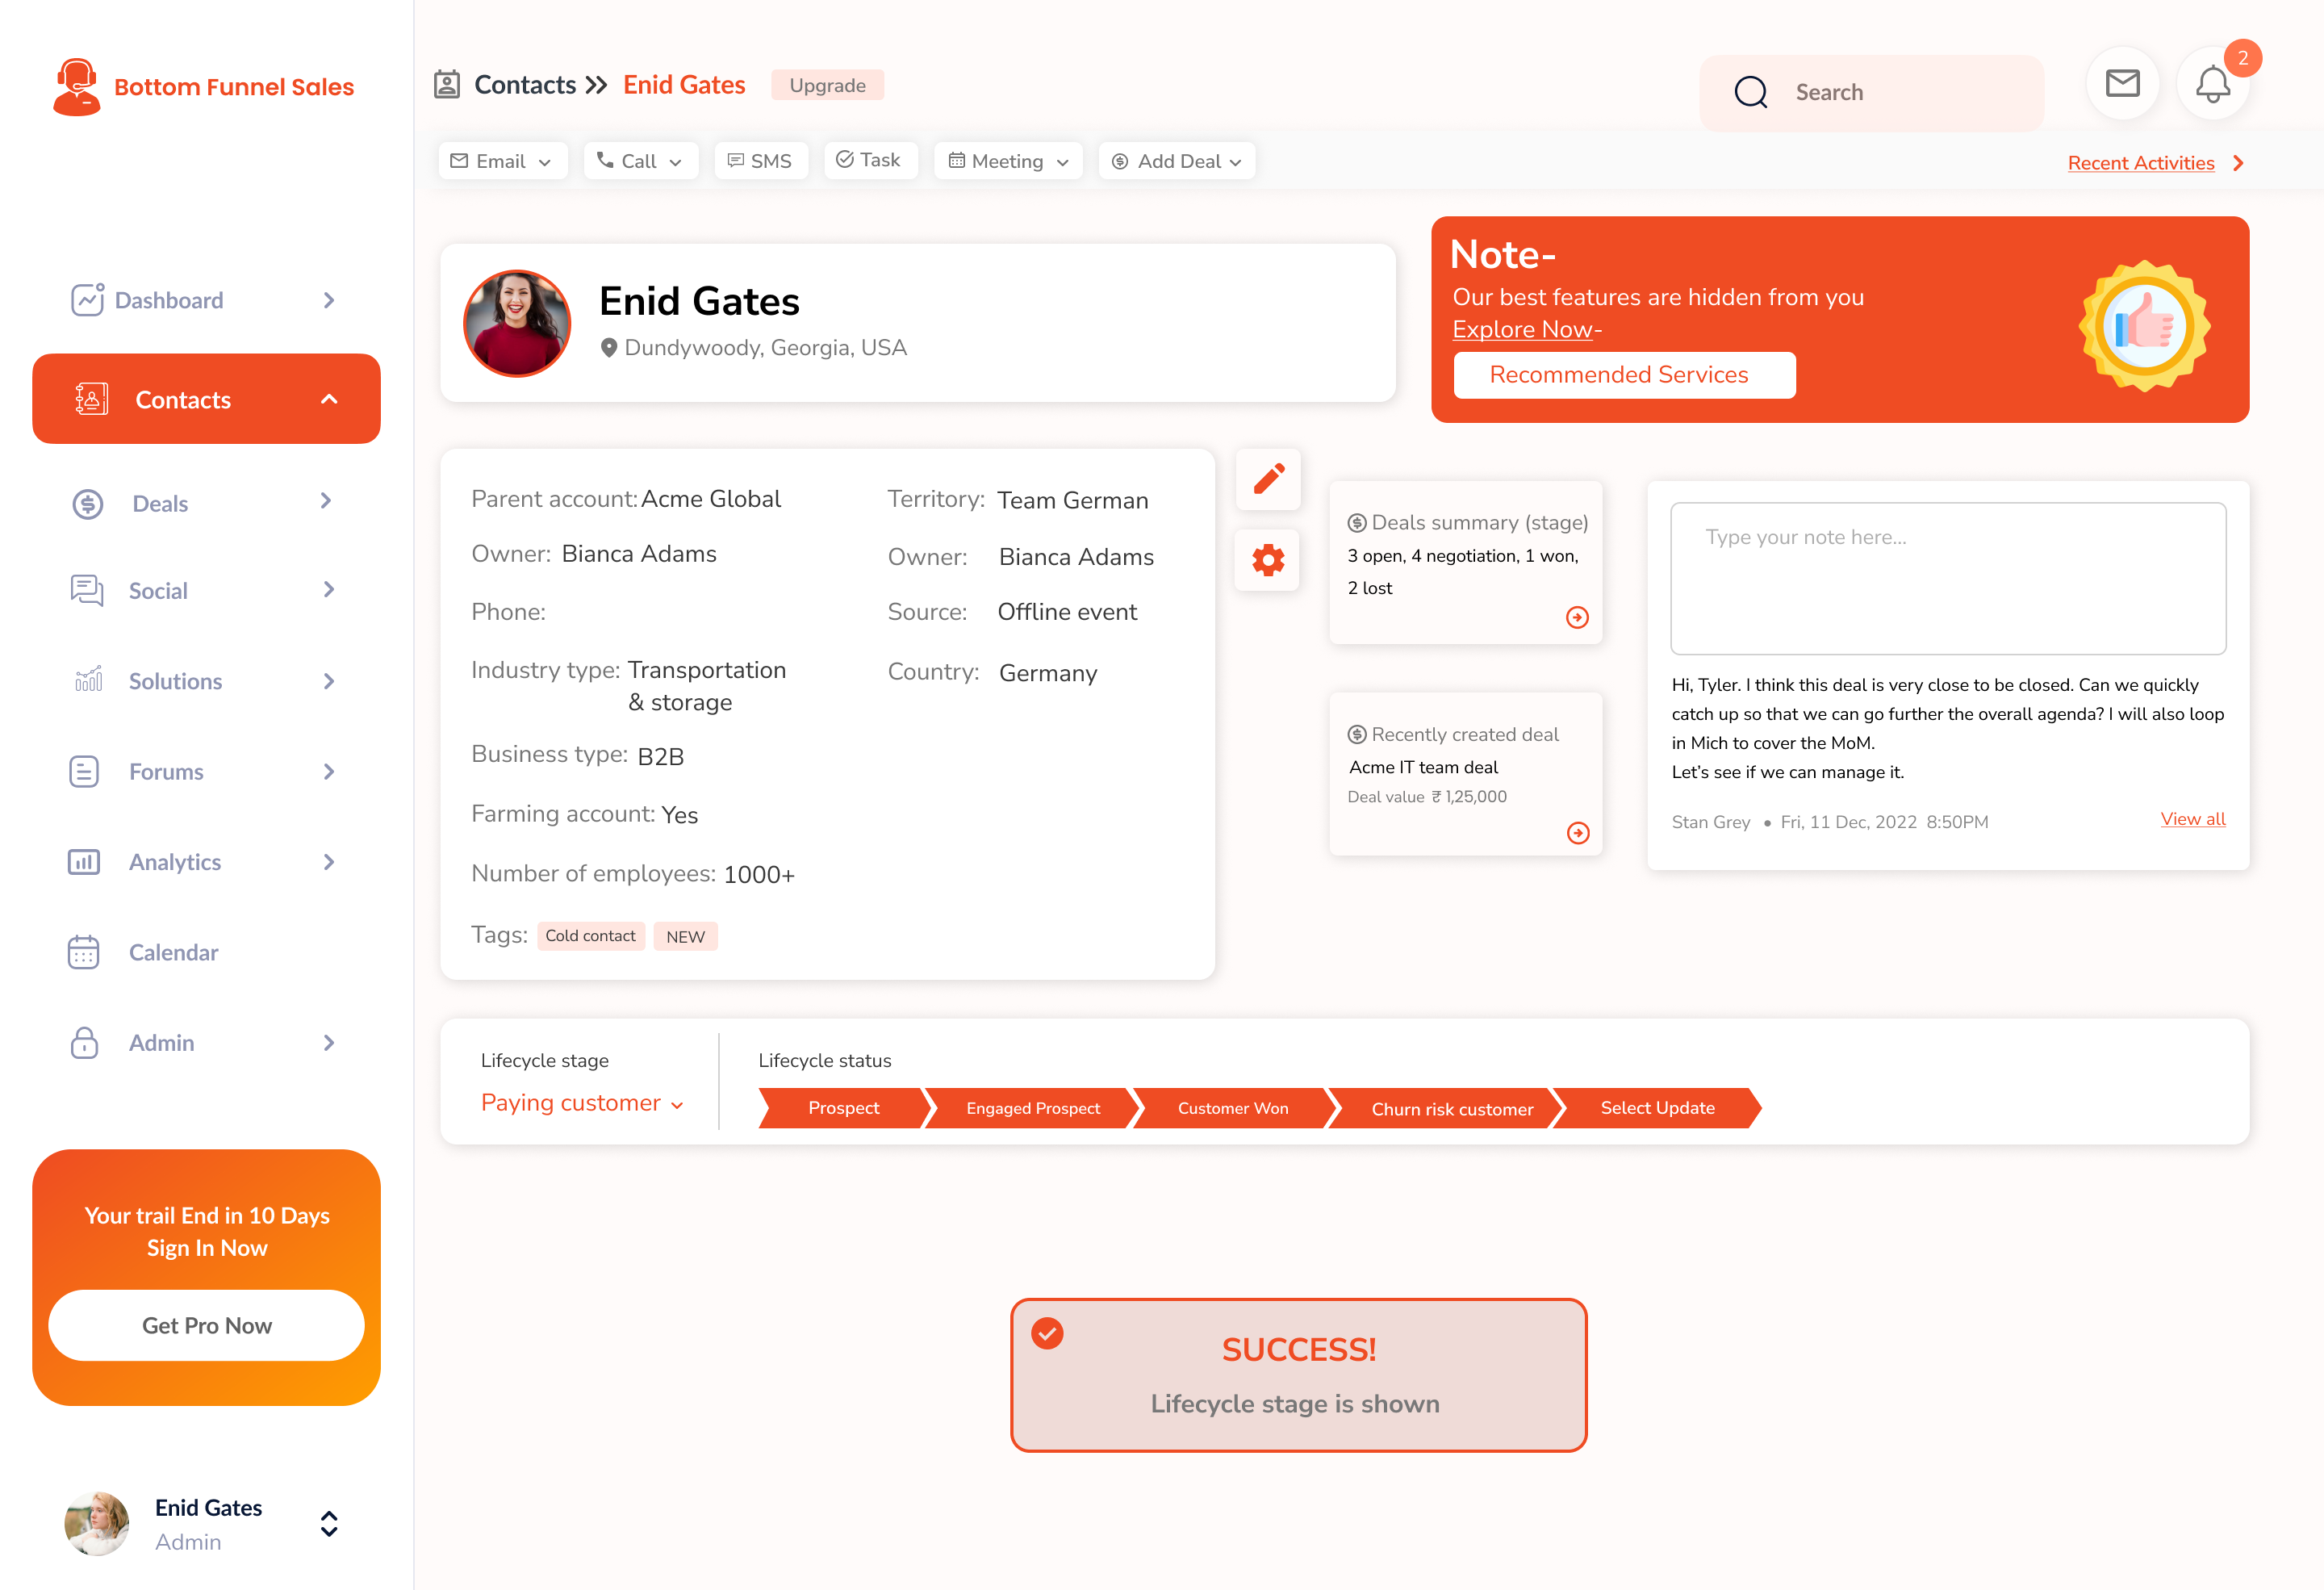 Bottom Funnel Sales
Contacts
Enid Gates
Upgrade
Search
2
Email
Call
SMS
Task
Meeting
Add Deal
Recent Activities
Dashboard
Contacts
Deals
Social
Solutions
Forums
Analytics
Calendar
Admin
Your trail End in 10 Days
Sign In Now
Get Pro Now
Enid Gates
Admin
Enid Gates
Dundywoody, Georgia, USA
Note-
Our best features are hidden from you
Explore Now-
Recommended Services
Parent account: Acme Global
Owner: Bianca Adams
Phone:
Industry type: Transportation
& storage
Business type: B2B
Farming account: Yes
Number of employees: 1000+
Tags: Cold contact NEW
Territory: Team German
Owner: Bianca Adams
Source: Offline event
Country: Germany
Deals summary (stage)
3 open, 4 negotiation, 1 won,
2 lost
Recently created deal
Acme IT team deal
Deal value ₹ 1,25,000
Type your note here...
Hi, Tyler. I think this deal is very close to be closed. Can we quickly
catch up so that we can go further the overall agenda? I will also loop
in Mich to cover the MoM.
Let’s see if we can manage it.
Stan Grey • Fri, 11 Dec, 2022 8:50PM
View all
Lifecycle stage
Paying customer
Lifecycle status
Prospect
Engaged Prospect
Customer Won
Churn risk customer
Select Update
SUCCESS!
Lifecycle stage is shown